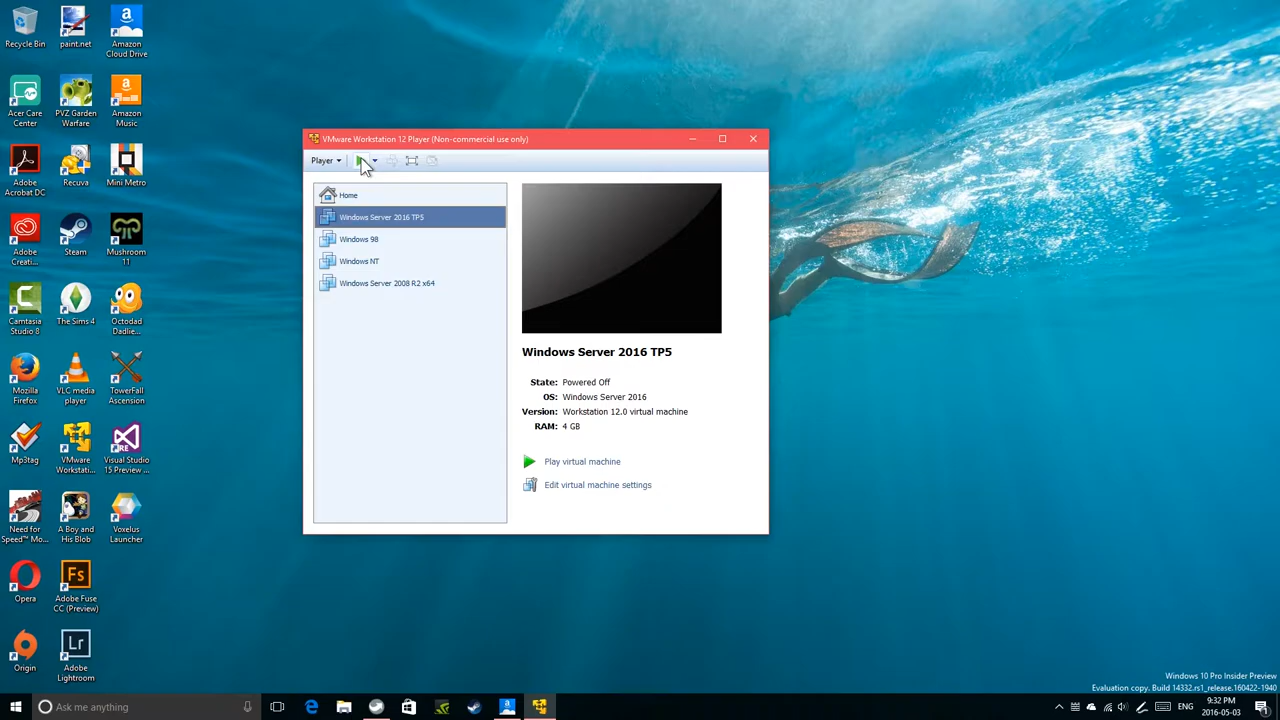 Recycle Bin
paint.net
Amazon
Cloud Drive
Acer Care
Center
PVZ Garden
Warfare
Amazon
Music
Adobe
Acrobat DC
Recuva
Mini Metro
Adobe
Creati...
Steam
Mushroom
11
Camtasia
Studio 8
The Sims 4
Octodad
Dadlie...
Mozilla
Firefox
VLC media
player
TowerFall
Ascension
Mp3tag
VMware
Workstati...
Visual Studio
15 Preview ...
Need for
Speed™ Mo...
A Boy and
His Blob
Voxelus
Launcher
Opera
Fs
Adobe Fuse
CC (Preview)
Origin
Lr
Adobe
Lightroom
VMware Workstation 12 Player (Non-commercial use only)
Player
Home
Windows Server 2016 TP5
Windows 98
Windows NT
Windows Server 2008 R2 x64
Windows Server 2016 TP5
State: Powered Off
OS: Windows Server 2016
Version: Workstation 12.0 virtual machine
RAM: 4 GB
Play virtual machine
Edit virtual machine settings
Windows 10 Pro Insider Preview
Evaluation copy. Build 14332.rs1_release.160422-1940
Ask me anything
ENG
9:32 PM
2016-05-03